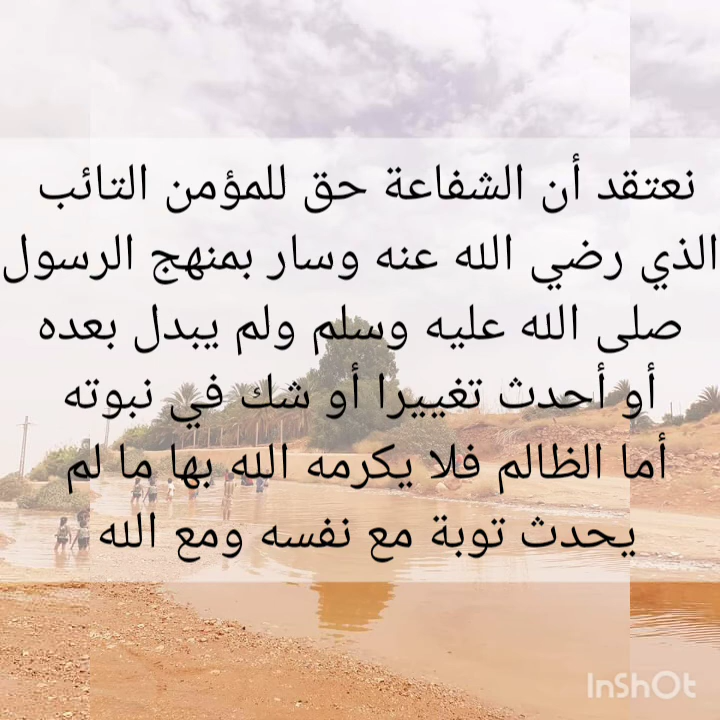 نعتقد أن الشفاعة حق للمؤمن التائب
الذي رضي الله عنه وسار بمنهج الرسول
صلى الله عليه وسلم ولم يبدل بعده
أو أحدث تغييرا أو شك في نبوته
أما الظالم فلا يكرمه الله بها ما لم
يحدث توبة مع نفسه ومع الله
InShOt